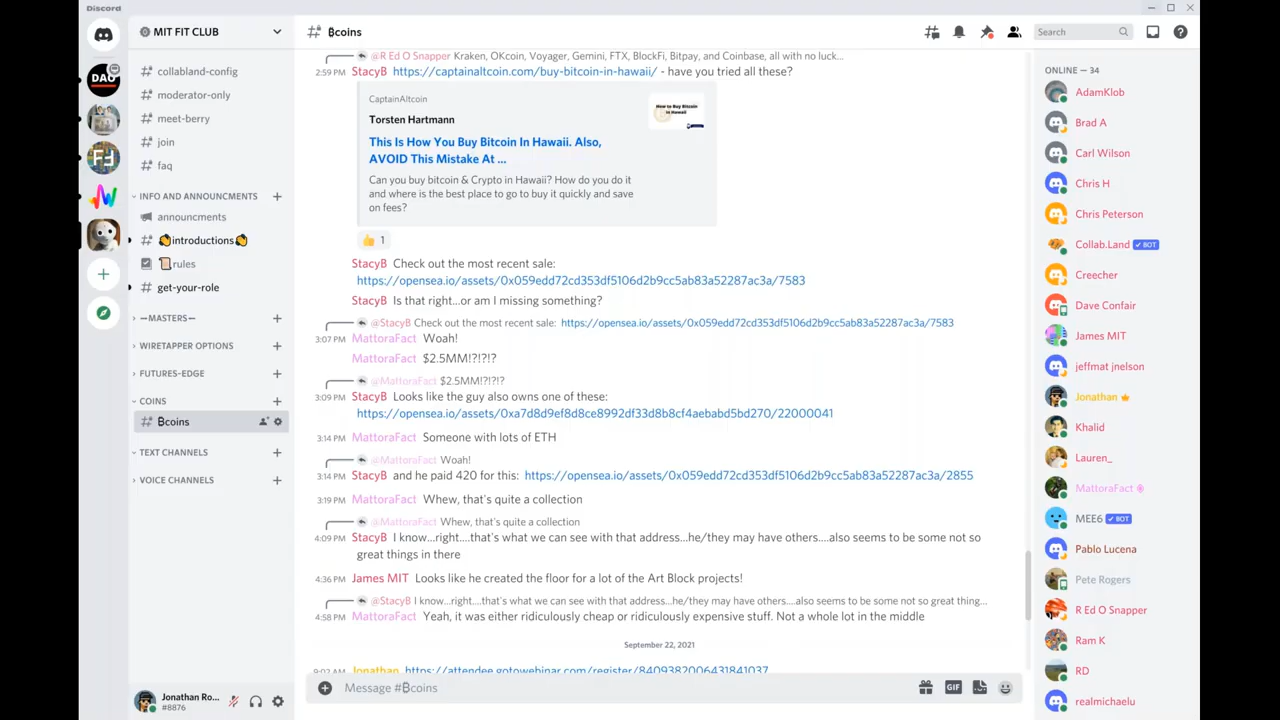 Discord
MIT FIT CLUB
collabland-config
moderator-only
meet-berry
join
faq
INFO AND ANNOUNCEMENTS
announcments
👏introductions👏
📜rules
get-your-role
—MASTERS—
WIRETAPPER OPTIONS
FUTURES-EDGE
COINS
₿coins
TEXT CHANNELS
VOICE CHANNELS
Jonathan Ro...
#8876
₿coins
Search
@R Ed O Snapper Kraken, OKcoin, Voyager, Gemini, FTX, BlockFi, Bitpay, and Coinbase, all with no luck...
2:59 PM StacyB https://captainaltcoin.com/buy-bitcoin-in-hawaii/ - have you tried all these?
CaptainAltcoin
Torsten Hartmann
This Is How You Buy Bitcoin In Hawaii. Also,
AVOID This Mistake At ...
Can you buy bitcoin & Crypto in Hawaii? How do you do it
and where is the best place to go to buy it quickly and save
on fees?
How to Buy Bitcoin
in Hawaii
👍 1
StacyB Check out the most recent sale:
https://opensea.io/assets/0x059edd72cd353df5106d2b9cc5ab83a52287ac3a/7583
StacyB Is that right...or am I missing something?
@StacyB Check out the most recent sale: https://opensea.io/assets/0x059edd72cd353df5106d2b9cc5ab83a52287ac3a/7583
3:07 PM MattoraFact Woah!
MattoraFact $2.5MM!?!?!?
@MattoraFact $2.5MM!?!?!?
3:09 PM StacyB Looks like the guy also owns one of these:
https://opensea.io/assets/0xa7d8d9ef8d8ce8992df33d8b8cf4aebabd5bd270/22000041
3:14 PM MattoraFact Someone with lots of ETH
@MattoraFact Woah!
3:14 PM StacyB and he paid 420 for this: https://opensea.io/assets/0x059edd72cd353df5106d2b9cc5ab83a52287ac3a/2855
3:19 PM MattoraFact Whew, that's quite a collection
@MattoraFact Whew, that's quite a collection
4:09 PM StacyB I know...right....that's what we can see with that address...he/they may have others....also seems to be some not so
great things in there
4:36 PM James MIT Looks like he created the floor for a lot of the Art Block projects!
@StacyB I know...right....that's what we can see with that address...he/they may have others....also seems to be some not so great thing...
4:58 PM MattoraFact Yeah, it was either ridiculously cheap or ridiculously expensive stuff. Not a whole lot in the middle
September 22, 2021
9:02 AM Jonathan https://attendee.gotowebinar.com/register/8409382006431841037
Message #₿coins
GIF
ONLINE — 34
AdamKlob
Brad A
Carl Wilson
Chris H
Chris Peterson
Collab.Land ✓ BOT
Creecher
Dave Confair
James MIT
jeffmat jnelson
Jonathan
Khalid
Lauren_
MattoraFact
MEE6 ✓ BOT
Pablo Lucena
Pete Rogers
R Ed O Snapper
Ram K
RD
realmichaelu